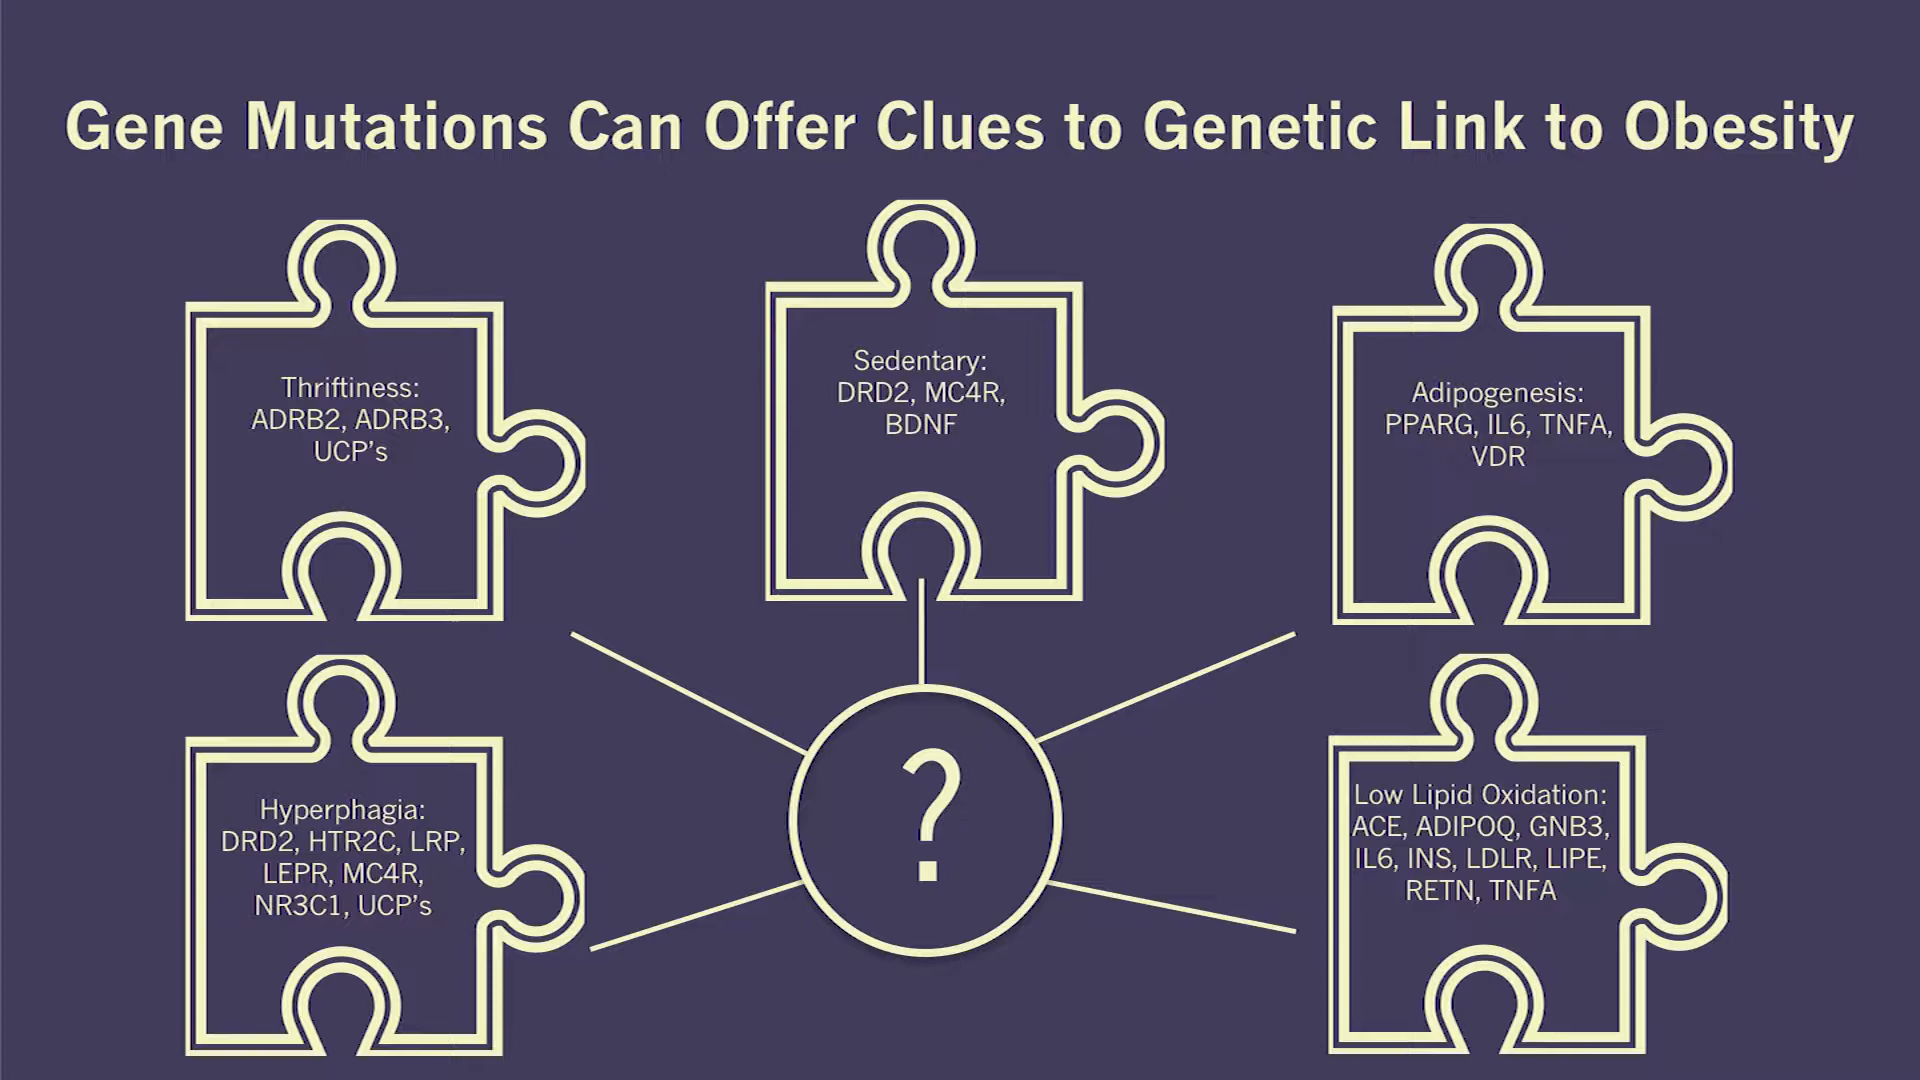 Gene Mutations Can Offer Clues to Genetic Link to Obesity
Thriftiness:
ADRB2, ADRB3,
UCP’s
Sedentary:
DRD2, MC4R,
BDNF
Adipogenesis:
PPARG, IL6, TNFA,
VDR
Hyperphagia:
DRD2, HTR2C, LRP,
LEPR, MC4R,
NR3C1, UCP’s
?
Low Lipid Oxidation:
ACE, ADIPOQ, GNB3,
IL6, INS, LDLR, LIPE,
RETN, TNFA